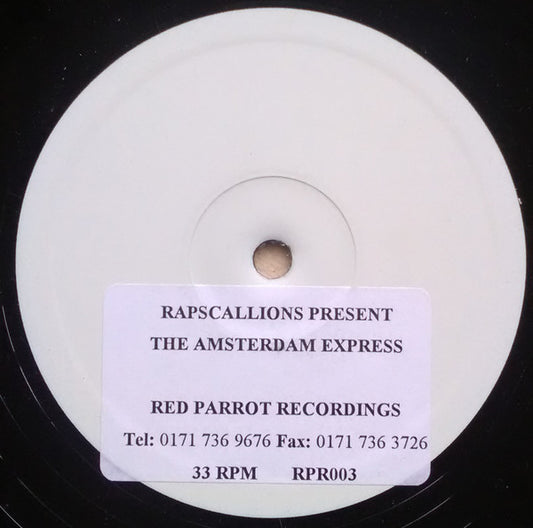 RAPSCALLIONS PRESENT
THE AMSTERDAM EXPRESS
RED PARROT RECORDINGS
Tel: 0171 736 9676 Fax: 0171 736 3726
33 RPM RPR003